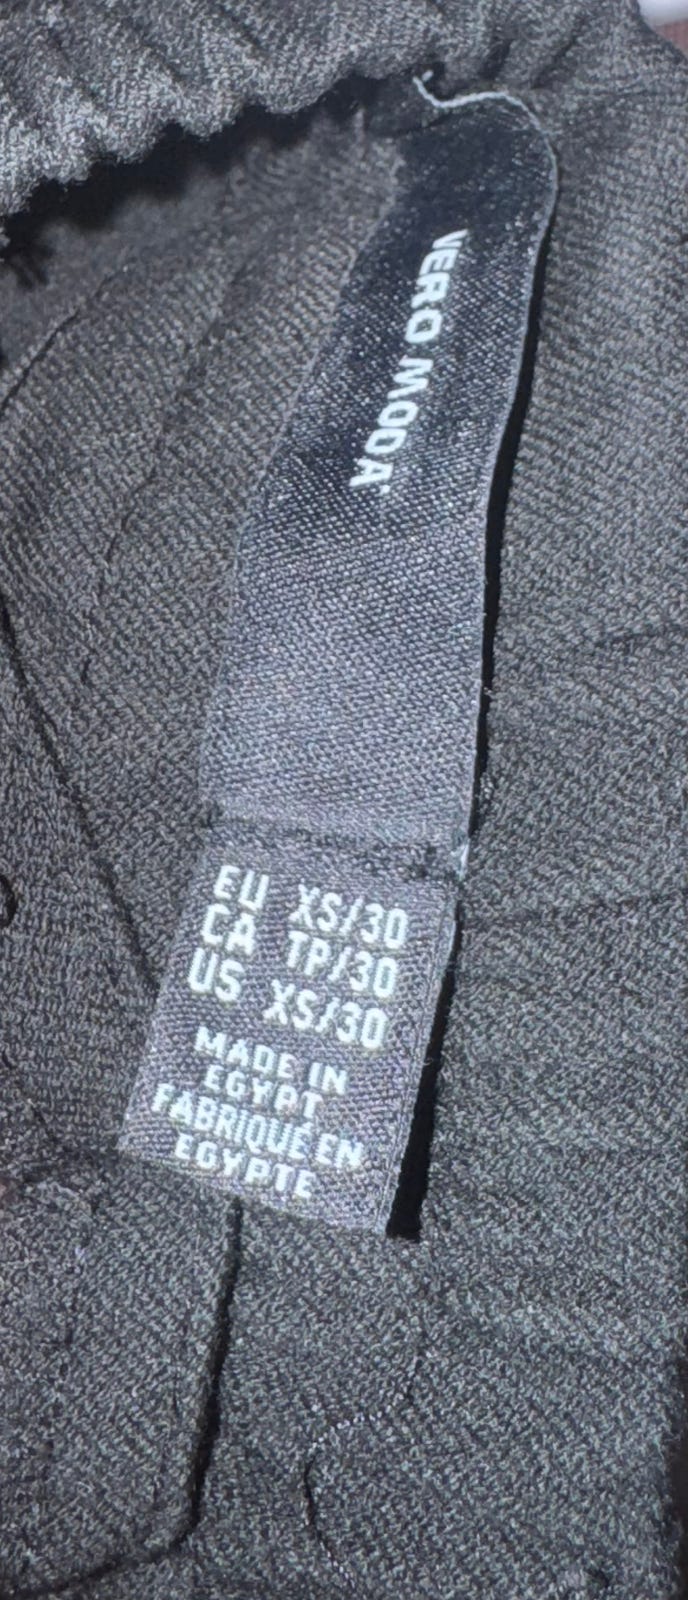 VERO MODA
EU XS/30
CA TP/30
US XS/30
MADE IN
EGYPT
FABRIQUÉ EN
EGYPTE